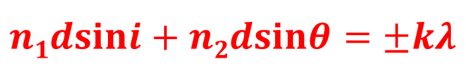 n₁dsini + n₂dsinθ = ±kλ